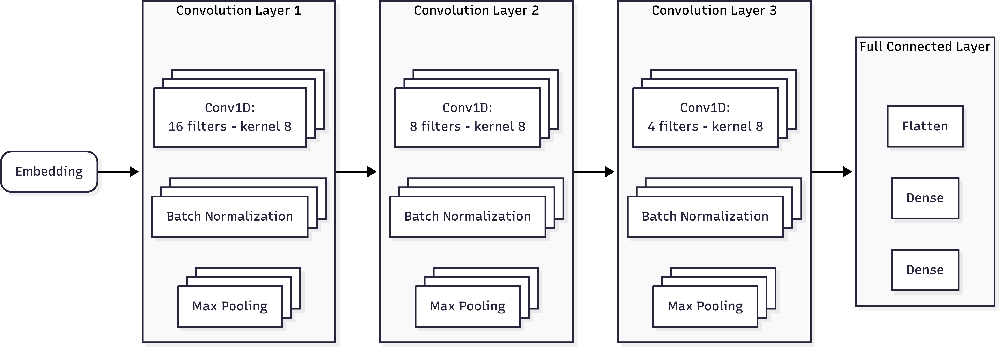 Embedding
Convolution Layer 1
Conv1D:
16 filters - kernel 8
Batch Normalization
Max Pooling
Convolution Layer 2
Conv1D:
8 filters - kernel 8
Batch Normalization
Max Pooling
Convolution Layer 3
Conv1D:
4 filters - kernel 8
Batch Normalization
Max Pooling
Full Connected Layer
Flatten
Dense
Dense